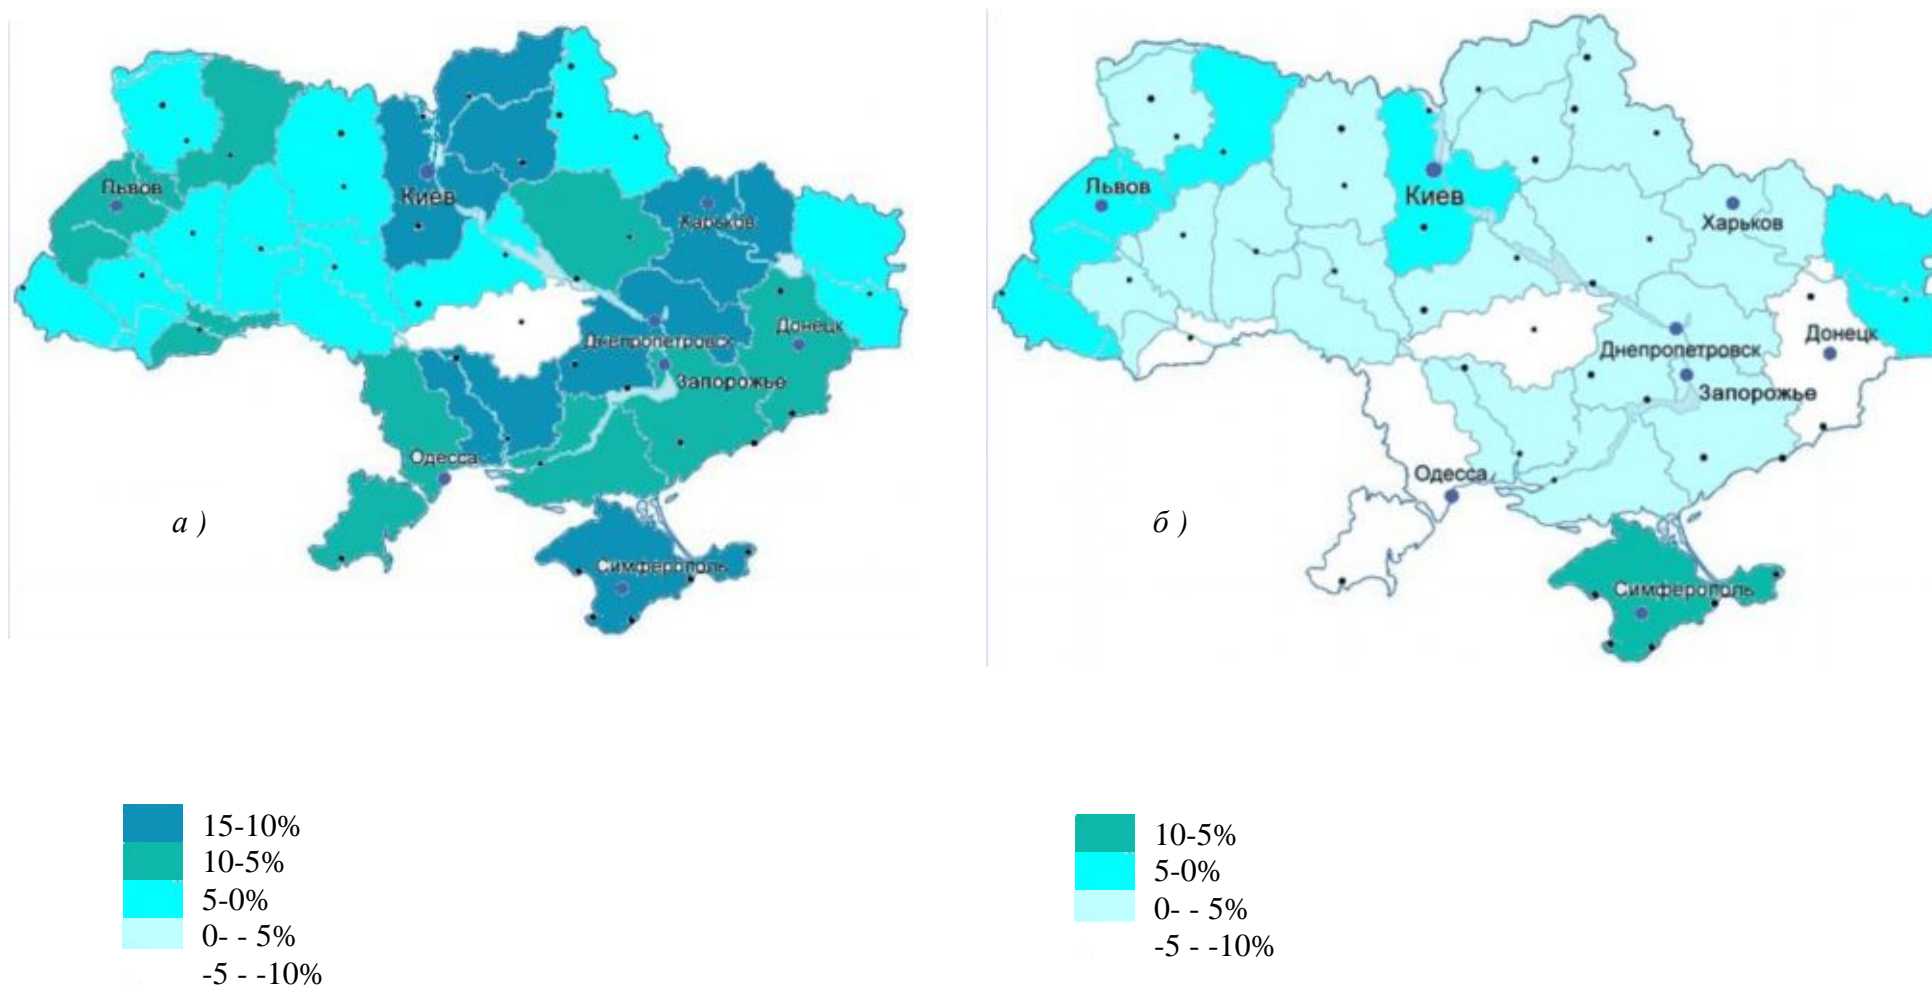 Львов
Киев
Харьков
Днепропетровск
Донецк
Запорожье
Одесса
Симферополь
а )
15-10%
10-5%
5-0%
0- - 5%
-5 - -10%
Львов
Киев
Харьков
Донецк
Днепропетровск
Запорожье
Одесса
Симферополь
б )
10-5%
5-0%
0- - 5%
-5 - -10%